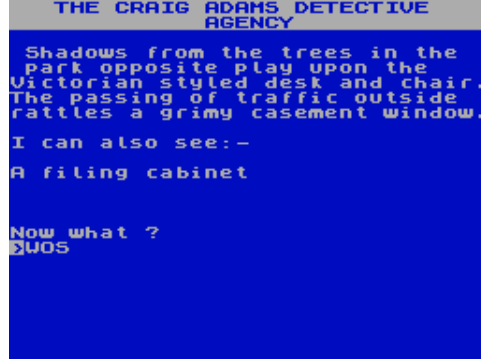 THE CRAIG ADAMS DETECTIVE
AGENCY
Shadows from the trees in the
park opposite play upon the
Victorian styled desk and chair.
The passing of traffic outside
rattles a grimy casement window.
I can also see:-
A filing cabinet
Now what ?
>WOS